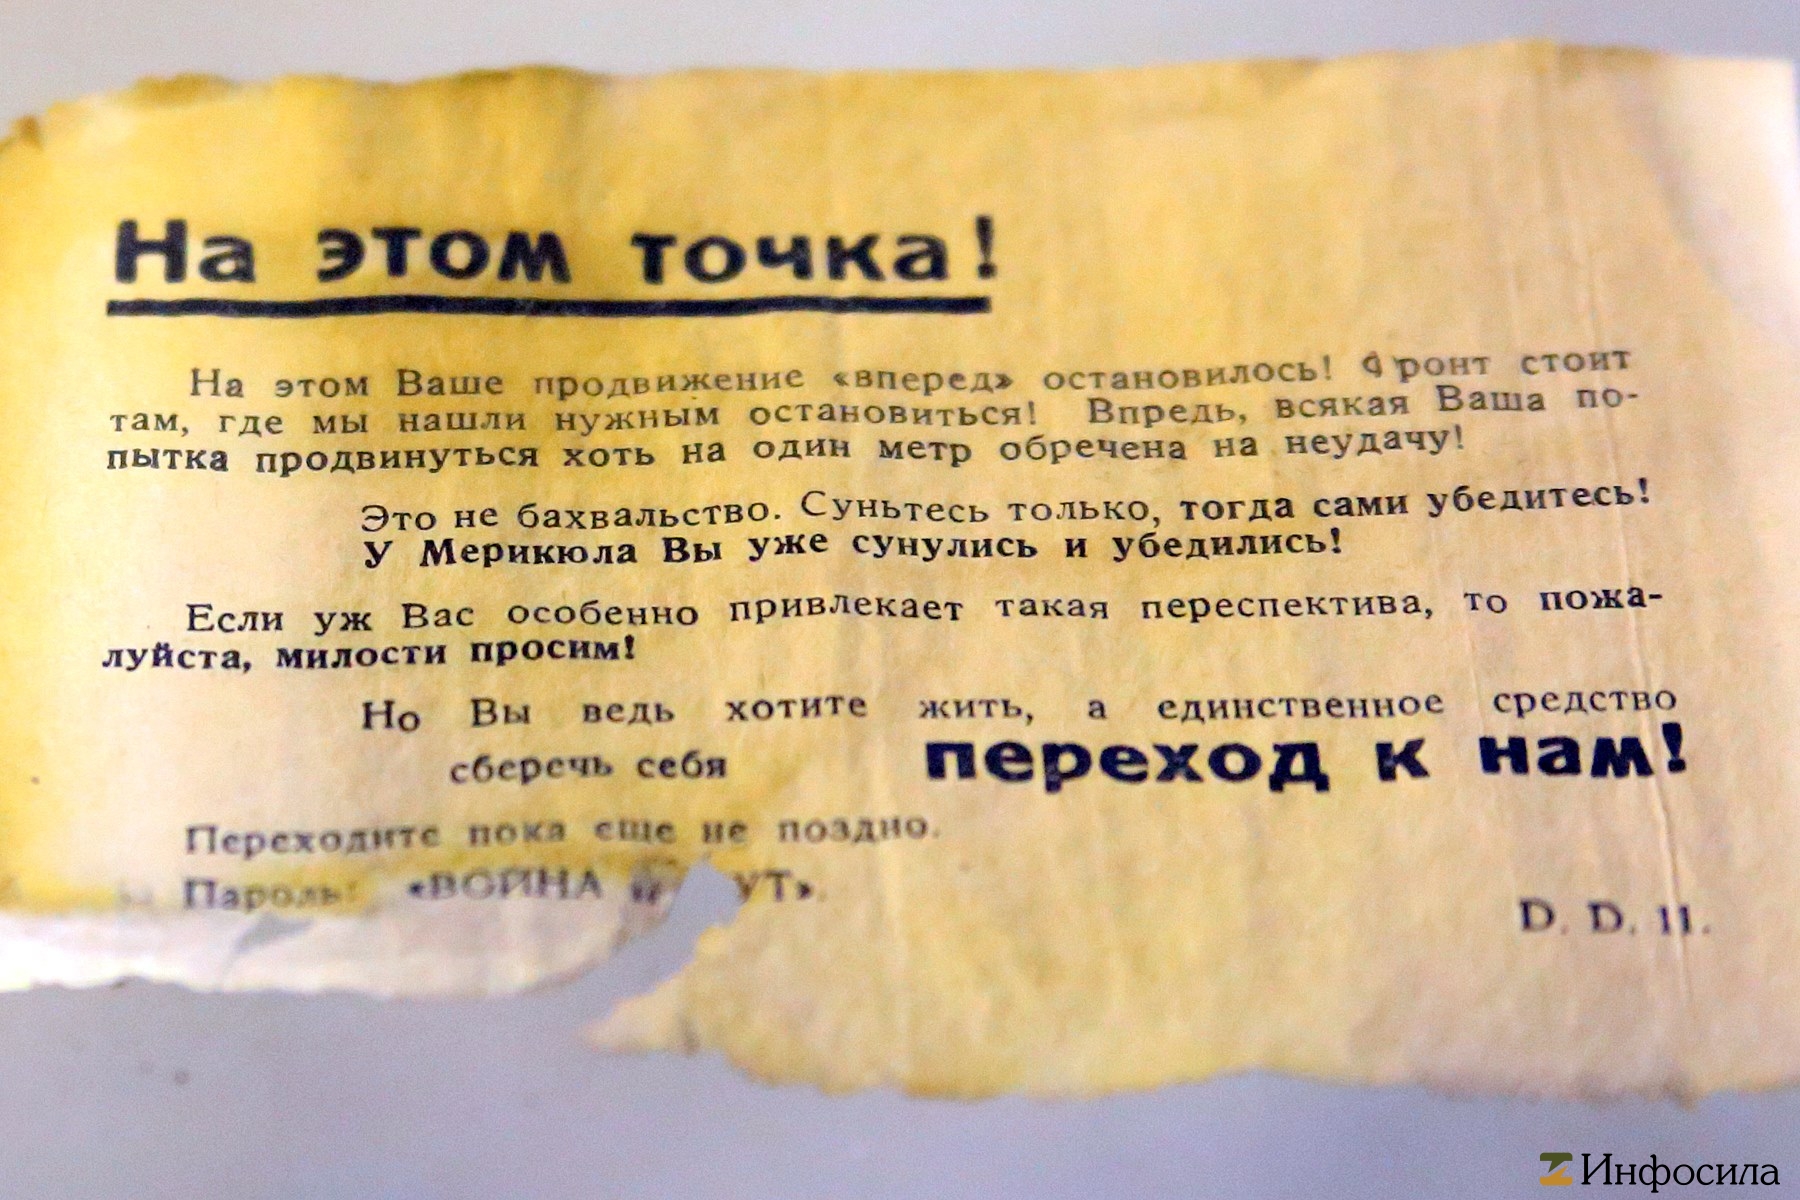 На этом точка!
На этом Ваше продвижение «вперед» остановилось! Фронт стоит
там, где мы нашли нужным остановиться! Впредь, всякая Ваша по-
пытка продвинуться хоть на один метр обречена на неудачу!
Это не бахвальство. Суньтесь только, тогда сами убедитесь!
У Мерикюла Вы уже сунулись и убедились!
Если уж Вас особенно привлекает такая переспектива, то пожа-
луйста, милости просим!
Но Вы ведь хотите жить, а единственное средство
сберечь себя переход к нам!
Переходите пока еще не поздно.
Пароль: «ВОЙНА УТ».
D. D. 11.
Инфосила